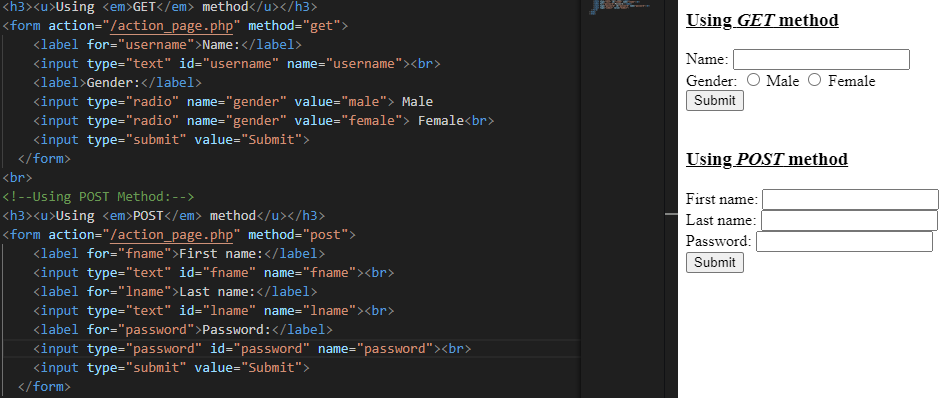 <h3><u>Using <em>GET</em> method</u></h3>
<form action="/action_page.php" method="get">
<label for="username">Name:</label>
<input type="text" id="username" name="username"><br>
<label>Gender:</label>
<input type="radio" name="gender" value="male"> Male
<input type="radio" name="gender" value="female"> Female<br>
<input type="submit" value="Submit">
</form>
<br>
<!--Using POST Method:-->
<h3><u>Using <em>POST</em> method</u></h3>
<form action="/action_page.php" method="post">
<label for="fname">First name:</label>
<input type="text" id="fname" name="fname"><br>
<label for="lname">Last name:</label>
<input type="text" id="lname" name="lname"><br>
<label for="password">Password:</label>
<input type="password" id="password" name="password"><br>
<input type="submit" value="Submit">
</form>
Using GET method
Name:
Gender: Male Female
Submit
Using POST method
First name:
Last name:
Password:
Submit